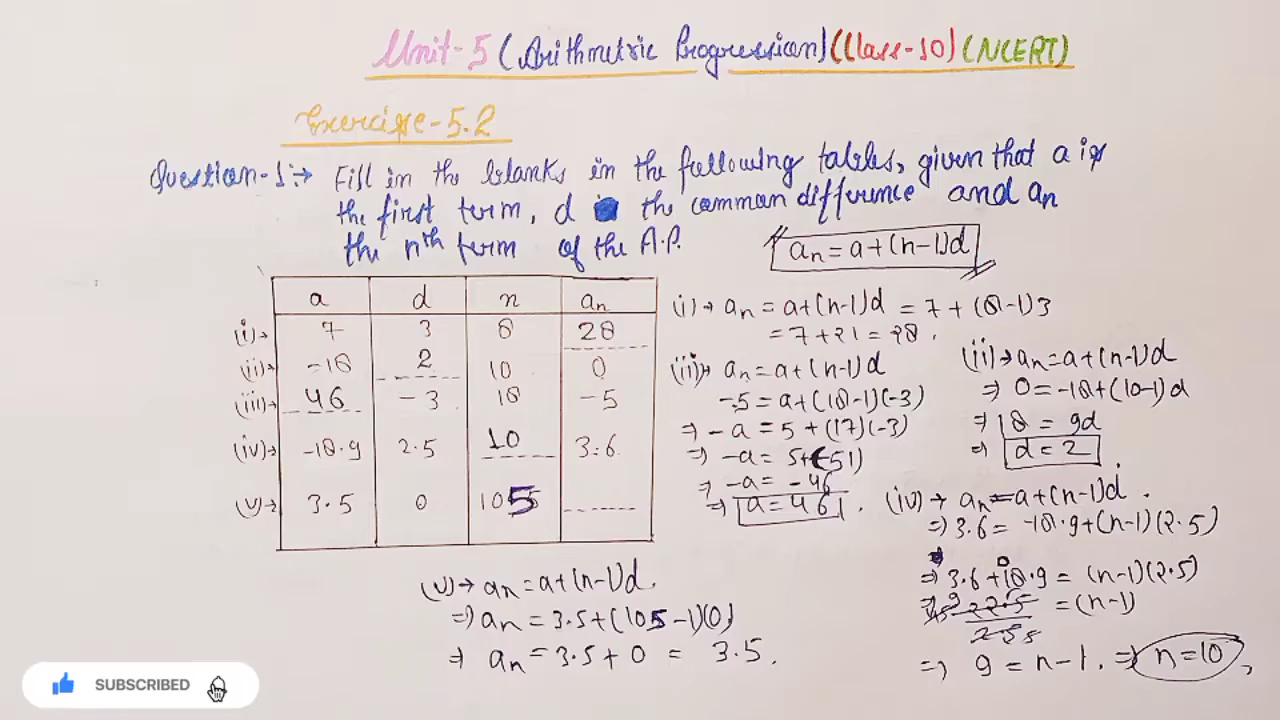 Unit-5 (Arithmetric Progression) (Class-10) (NCERT)
Exercise-5.2
Question-1:→ Fill in the blanks in the following tables, given that a is
the first term, d is the common difference and an
the nth term of the A.P.
an = a+(n-1)d
a d n an
(i)→ 7 3 8 28
(ii)→ -18 2 10 0
(iii)→ 46 -3 18 -5
(iv)→ -18.9 2.5 10 3.6
(v)→ 3.5 0 105 ......
(i)→ an = a+(n-1)d = 7+(8-1)3
= 7+21 = 28.
(ii)→ an = a+(n-1)d
⇒ 0 = -18+(10-1)d
⇒ 18 = 9d
⇒ d = 2
(iii)→ an = a+(n-1)d
-5 = a+(18-1)(-3)
⇒ -a = 5+(17)(-3)
⇒ -a = 5+(-51)
⇒ -a = -46
⇒ a = 46.
(iv)→ an = a+(n-1)d.
⇒ 3.6 = -18.9+(n-1)(2.5)
⇒ 3.6+18.9 = (n-1)(2.5)
⇒ = (n-1)
⇒ 9 = n-1. ⇒ n=10,
(v)→ an = a+(n-1)d.
⇒ an = 3.5+(105-1)(0)
⇒ an = 3.5+0 = 3.5.
SUBSCRIBED